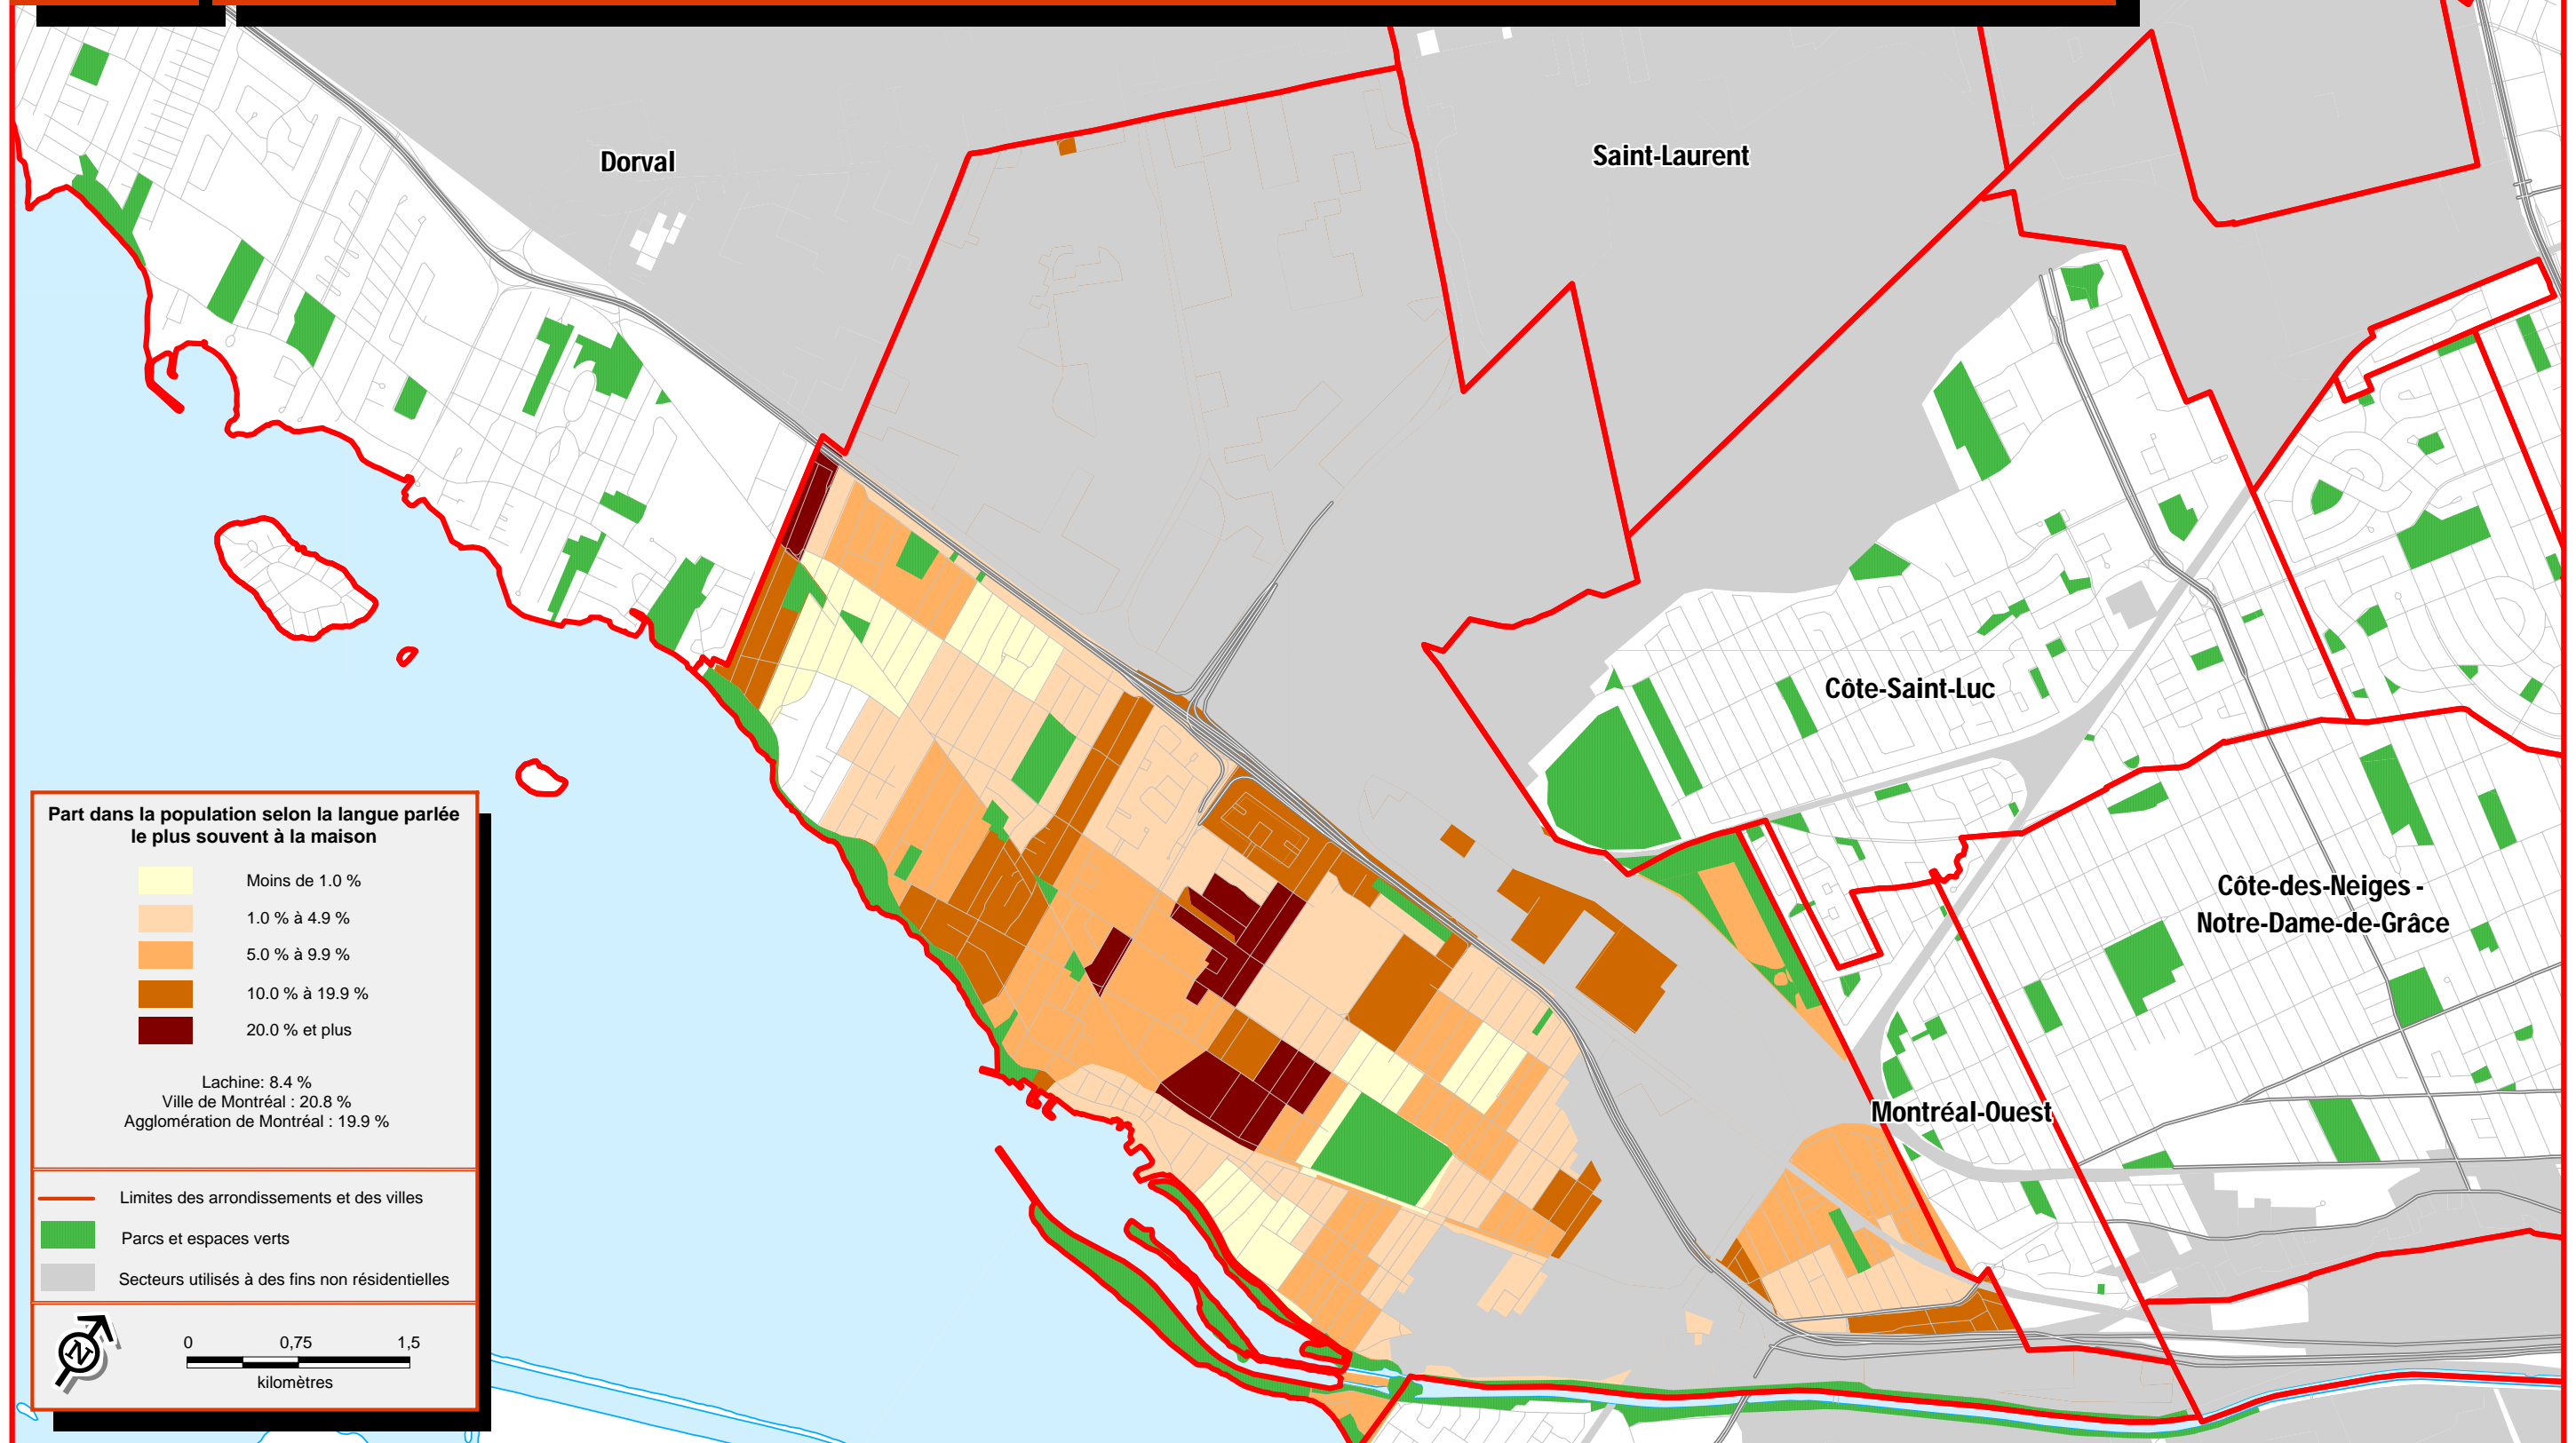 Dorval
Saint-Laurent
Côte-Saint-Luc
Côte-des-Neiges -
Notre-Dame-de-Grâce
Montréal-Ouest
Part dans la population selon la langue parlée
le plus souvent à la maison
Moins de 1.0 %
1.0 % à 4.9 %
5.0 % à 9.9 %
10.0 % à 19.9 %
20.0 % et plus
Lachine: 8.4 %
Ville de Montréal : 20.8 %
Agglomération de Montréal : 19.9 %
Limites des arrondissements et des villes
Parcs et espaces verts
Secteurs utilisés à des fins non résidentielles
N
0 0,75 1,5
kilomètres